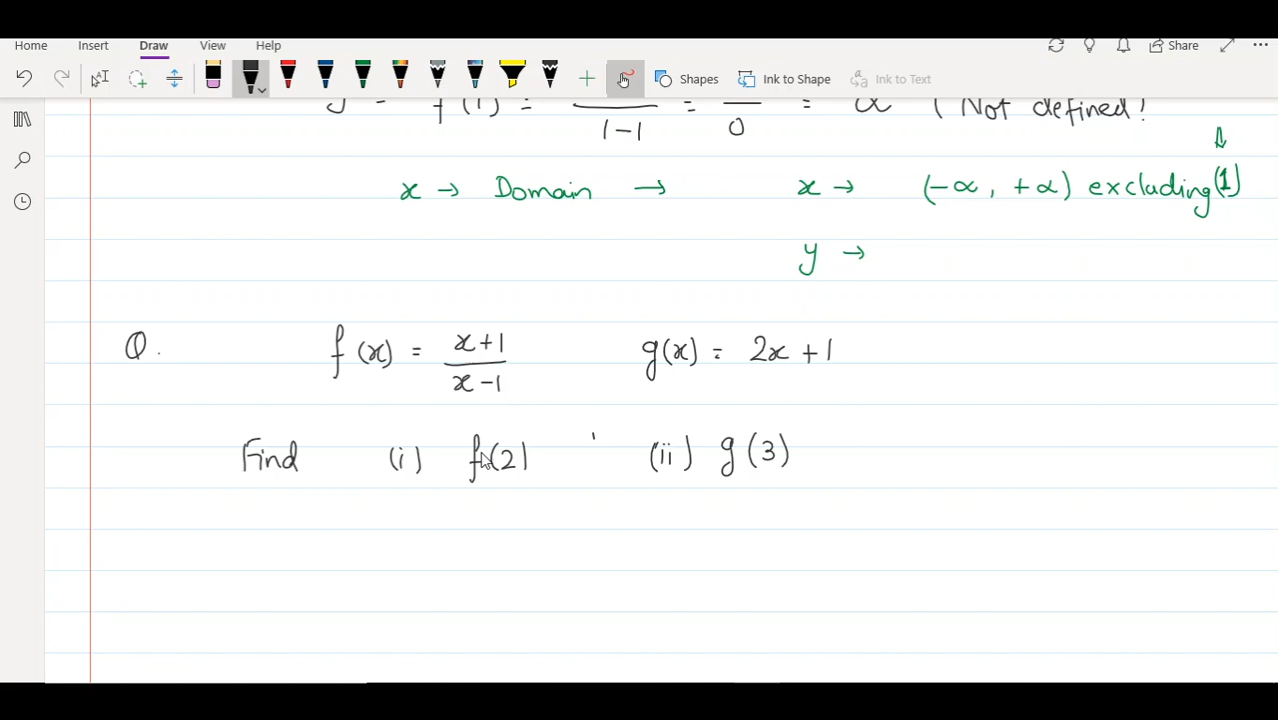 Home Insert Draw View Help Share
Shapes Ink to Shape Ink to Text
f(1) = 1-1 = 0 = α (Not defined!
x → Domain → x → (-α, +α) excluding(1)
y →
Q. f(x) = x+1 / x-1 g(x) = 2x + 1
Find (i) f(2) (ii) g(3)